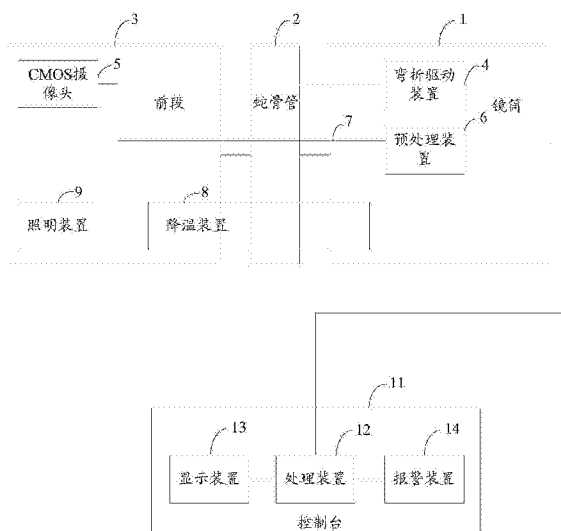 3
2
1
CMOS摄
像头
5
前段
蛇骨管
弯折驱动
装置
4
镜筒
7
6
预处理装
置
9
8
照明装置
降温装置
11
13
12
14
显示装置
处理装置
报警装置
控制台